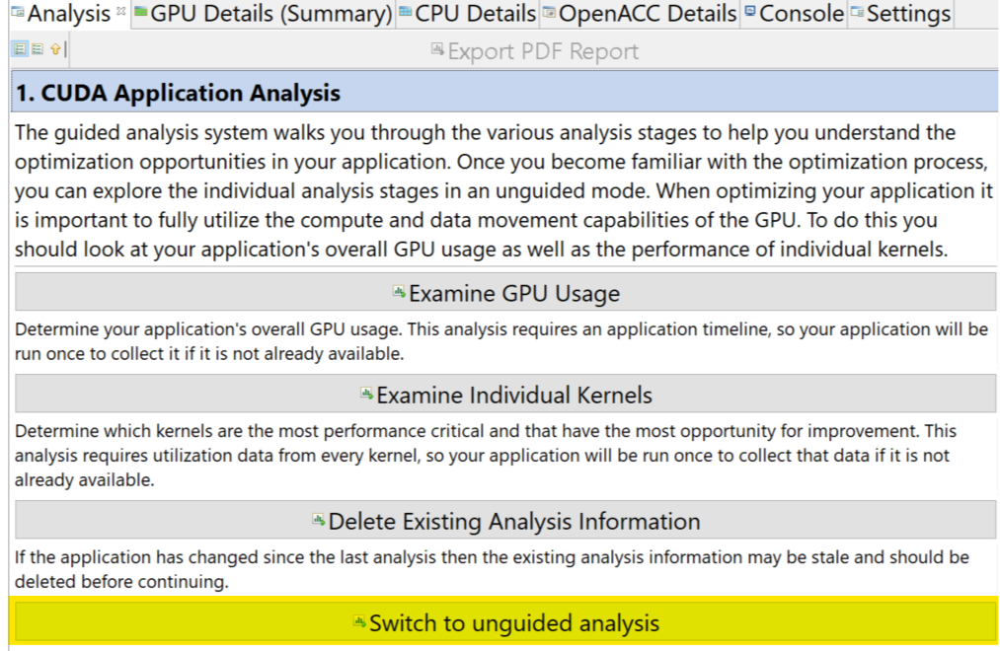 Analysis GPU Details (Summary) CPU Details OpenACC Details Console Settings
Export PDF Report
1. CUDA Application Analysis
The guided analysis system walks you through the various analysis stages to help you understand the
optimization opportunities in your application. Once you become familiar with the optimization process,
you can explore the individual analysis stages in an unguided mode. When optimizing your application it
is important to fully utilize the compute and data movement capabilities of the GPU. To do this you
should look at your application's overall GPU usage as well as the performance of individual kernels.
Examine GPU Usage
Determine your application's overall GPU usage. This analysis requires an application timeline, so your application will be
run once to collect it if it is not already available.
Examine Individual Kernels
Determine which kernels are the most performance critical and that have the most opportunity for improvement. This
analysis requires utilization data from every kernel, so your application will be run once to collect that data if it is not
already available.
Delete Existing Analysis Information
If the application has changed since the last analysis then the existing analysis information may be stale and should be
deleted before continuing.
Switch to unguided analysis